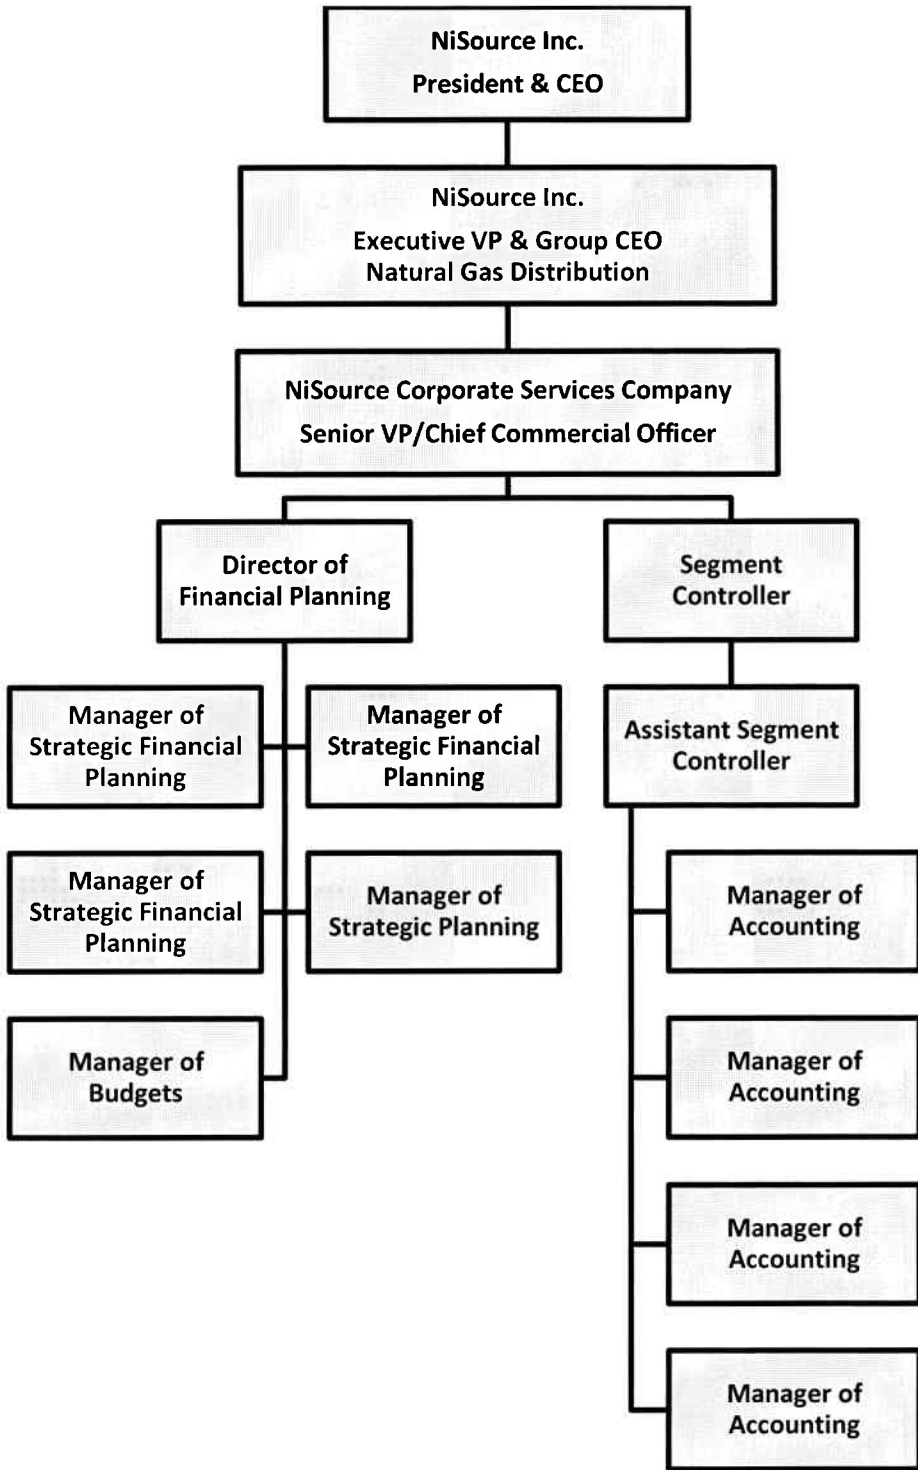 NiSource Inc.
President & CEO
NiSource Inc.
Executive VP & Group CEO
Natural Gas Distribution
NiSource Corporate Services Company
Senior VP/Chief Commercial Officer
Director of
Financial Planning
Segment
Controller
Manager of
Strategic Financial
Planning
Manager of
Strategic Financial
Planning
Assistant Segment
Controller
Manager of
Strategic Financial
Planning
Manager of
Strategic Planning
Manager of
Accounting
Manager of
Budgets
Manager of
Accounting
Manager of
Accounting
Manager of
Accounting